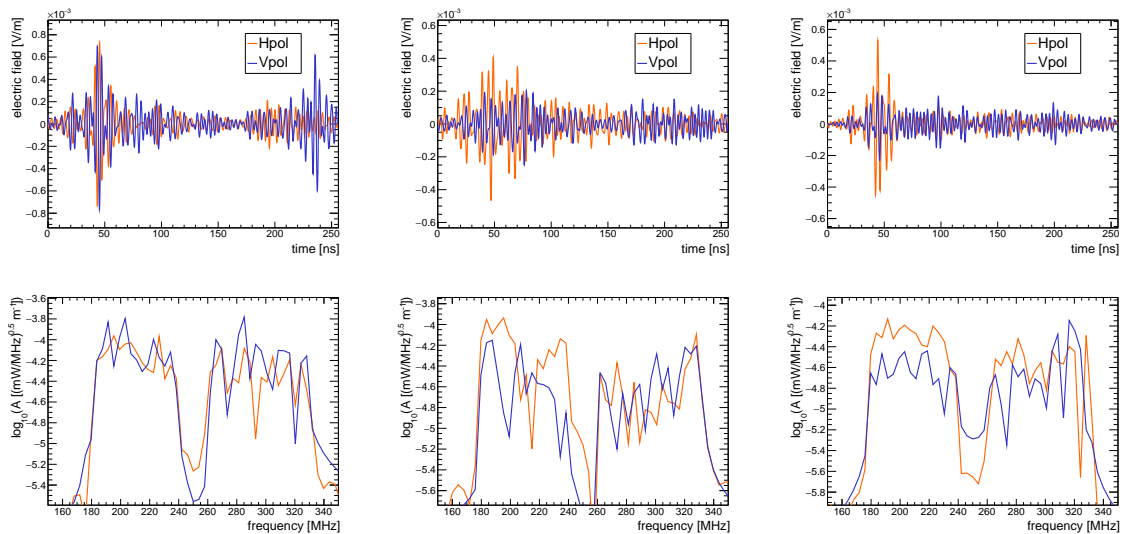 ×10⁻³
electric field [V/m]
0.8
0.6
0.4
0.2
0
−0.2
−0.4
−0.6
−0.8
Hpol
Vpol
0 50 100 150 200 250
time [ns]
×10⁻³
electric field [V/m]
0.6
0.4
0.2
0
−0.2
−0.4
−0.6
Hpol
Vpol
0 50 100 150 200 250
time [ns]
×10⁻³
electric field [V/m]
0.6
0.4
0.2
0
−0.2
−0.4
−0.6
Hpol
Vpol
0 50 100 150 200 250
time [ns]
log₁₀(A [(mW/MHz)⁰·⁵ m⁻¹])
−3.6
−3.8
−4
−4.2
−4.4
−4.6
−4.8
−5
−5.2
−5.4
160 180 200 220 240 260 280 300 320 340
frequency [MHz]
log₁₀(A [(mW/MHz)⁰·⁵ m⁻¹])
−3.8
−4
−4.2
−4.4
−4.6
−4.8
−5
−5.2
−5.4
−5.6
160 180 200 220 240 260 280 300 320 340
frequency [MHz]
log₁₀(A [(mW/MHz)⁰·⁵ m⁻¹])
−4
−4.2
−4.4
−4.6
−4.8
−5
−5.2
−5.4
−5.6
−5.8
160 180 200 220 240 260 280 300 320 340
frequency [MHz]